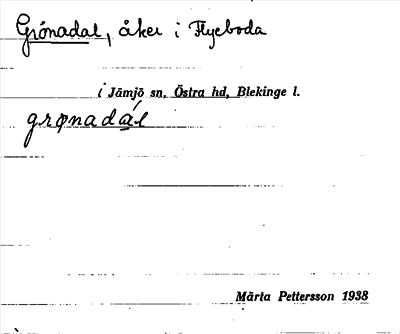 Grönadal, åker i Flyeboda
i Jämjö sn, Östra hd, Blekinge l.
grønadál
Märta Pettersson 1938